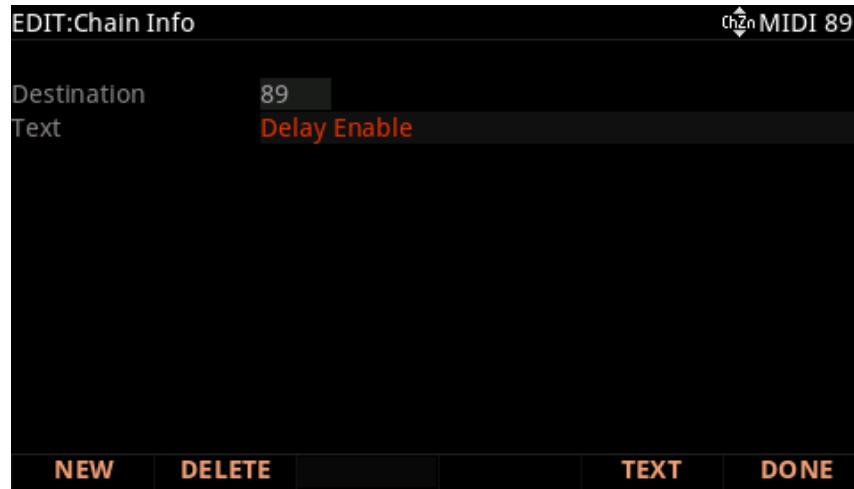 EDIT:Chain Info ChZn MIDI 89
Destination 89
Text Delay Enable
NEW DELETE TEXT DONE